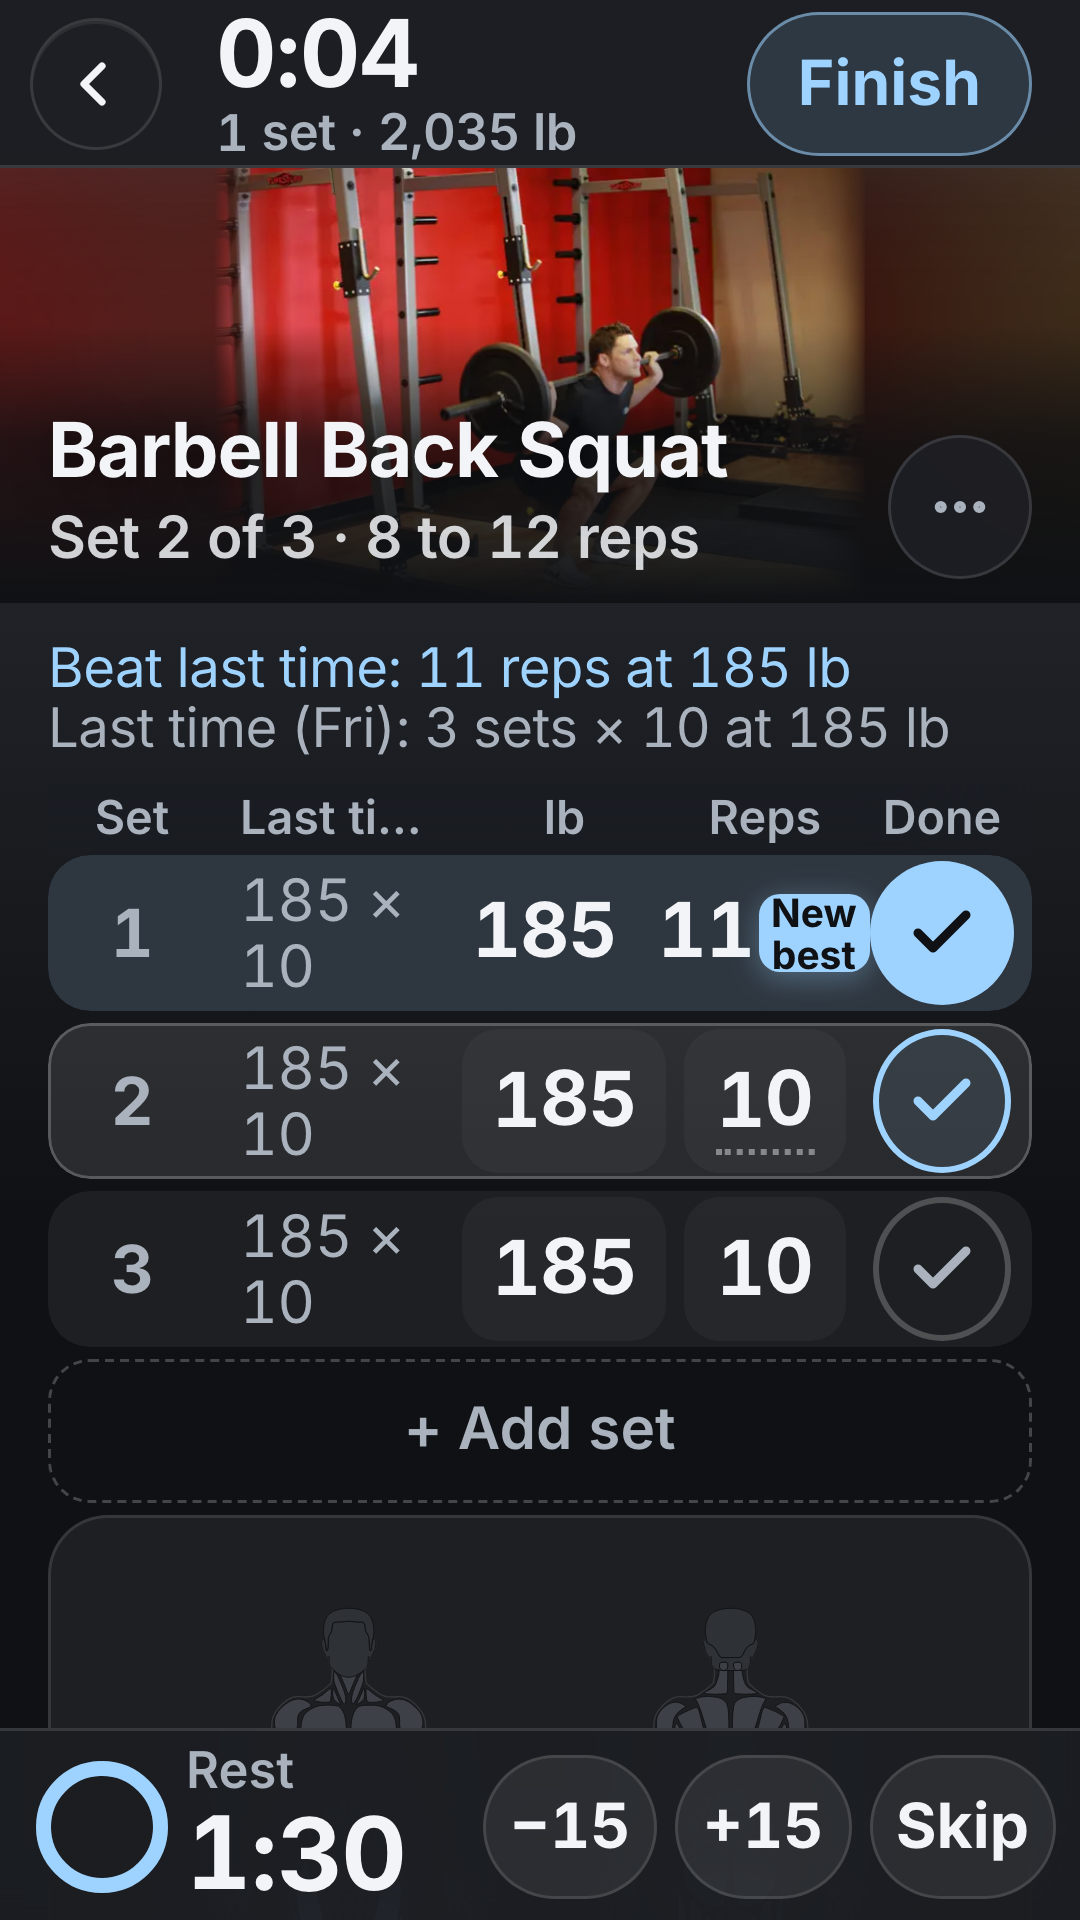 0:04
1 set · 2,035 lb
Finish
Barbell Back Squat
Set 2 of 3 · 8 to 12 reps
Beat last time: 11 reps at 185 lb
Last time (Fri): 3 sets × 10 at 185 lb
Set Last ti... lb Reps Done
1 185 × 10 185 11 New best
2 185 × 10 185 10
3 185 × 10 185 10
+ Add set
Rest
1:30
−15 +15 Skip